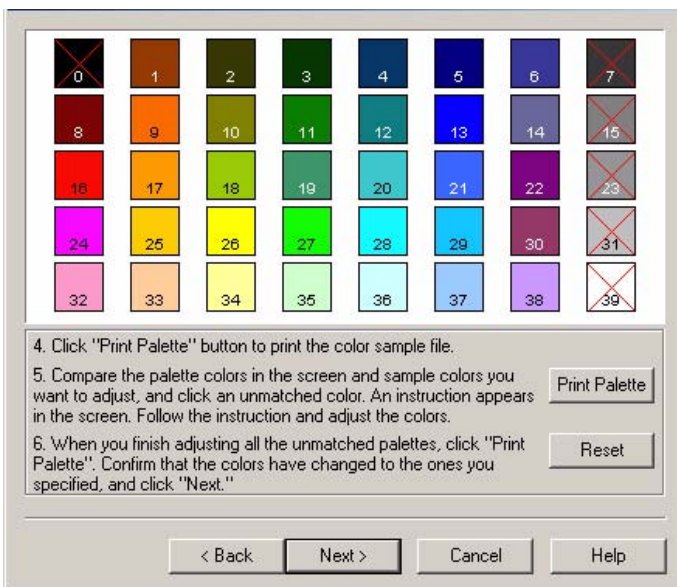 0 1 2 3 4 5 6 7
8 9 10 11 12 13 14 15
16 17 18 19 20 21 22 23
24 25 26 27 28 29 30 31
32 33 34 35 36 37 38 39
4. Click "Print Palette" button to print the color sample file.
5. Compare the palette colors in the screen and sample colors you
want to adjust, and click an unmatched color. An instruction appears
in the screen. Follow the instruction and adjust the colors.
Print Palette
6. When you finish adjusting all the unmatched palettes, click "Print
Palette". Confirm that the colors have changed to the ones you
specified, and click "Next."
Reset
< Back
Next >
Cancel
Help